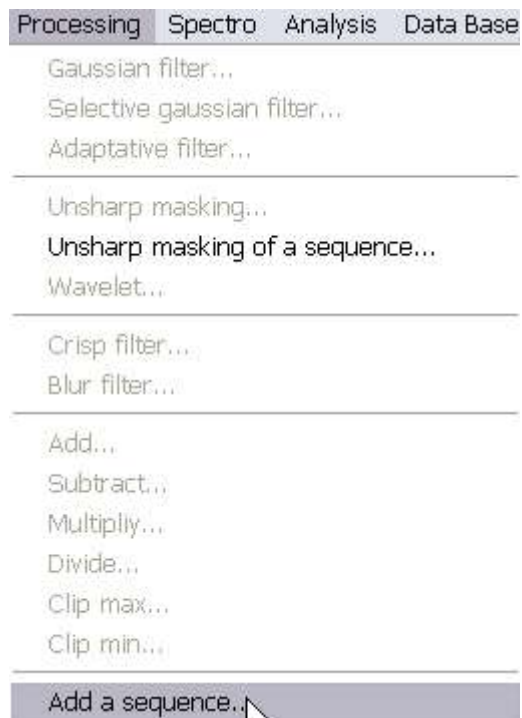 Processing Spectro Analysis Data Base
Gaussian filter...
Selective gaussian filter...
Adaptative filter...
Unsharp masking...
Unsharp masking of a sequence...
Wavelet...
Crisp filter...
Blur filter...
Add...
Subtract...
Multipliy...
Divide...
Clip max...
Clip min...
Add a sequence..